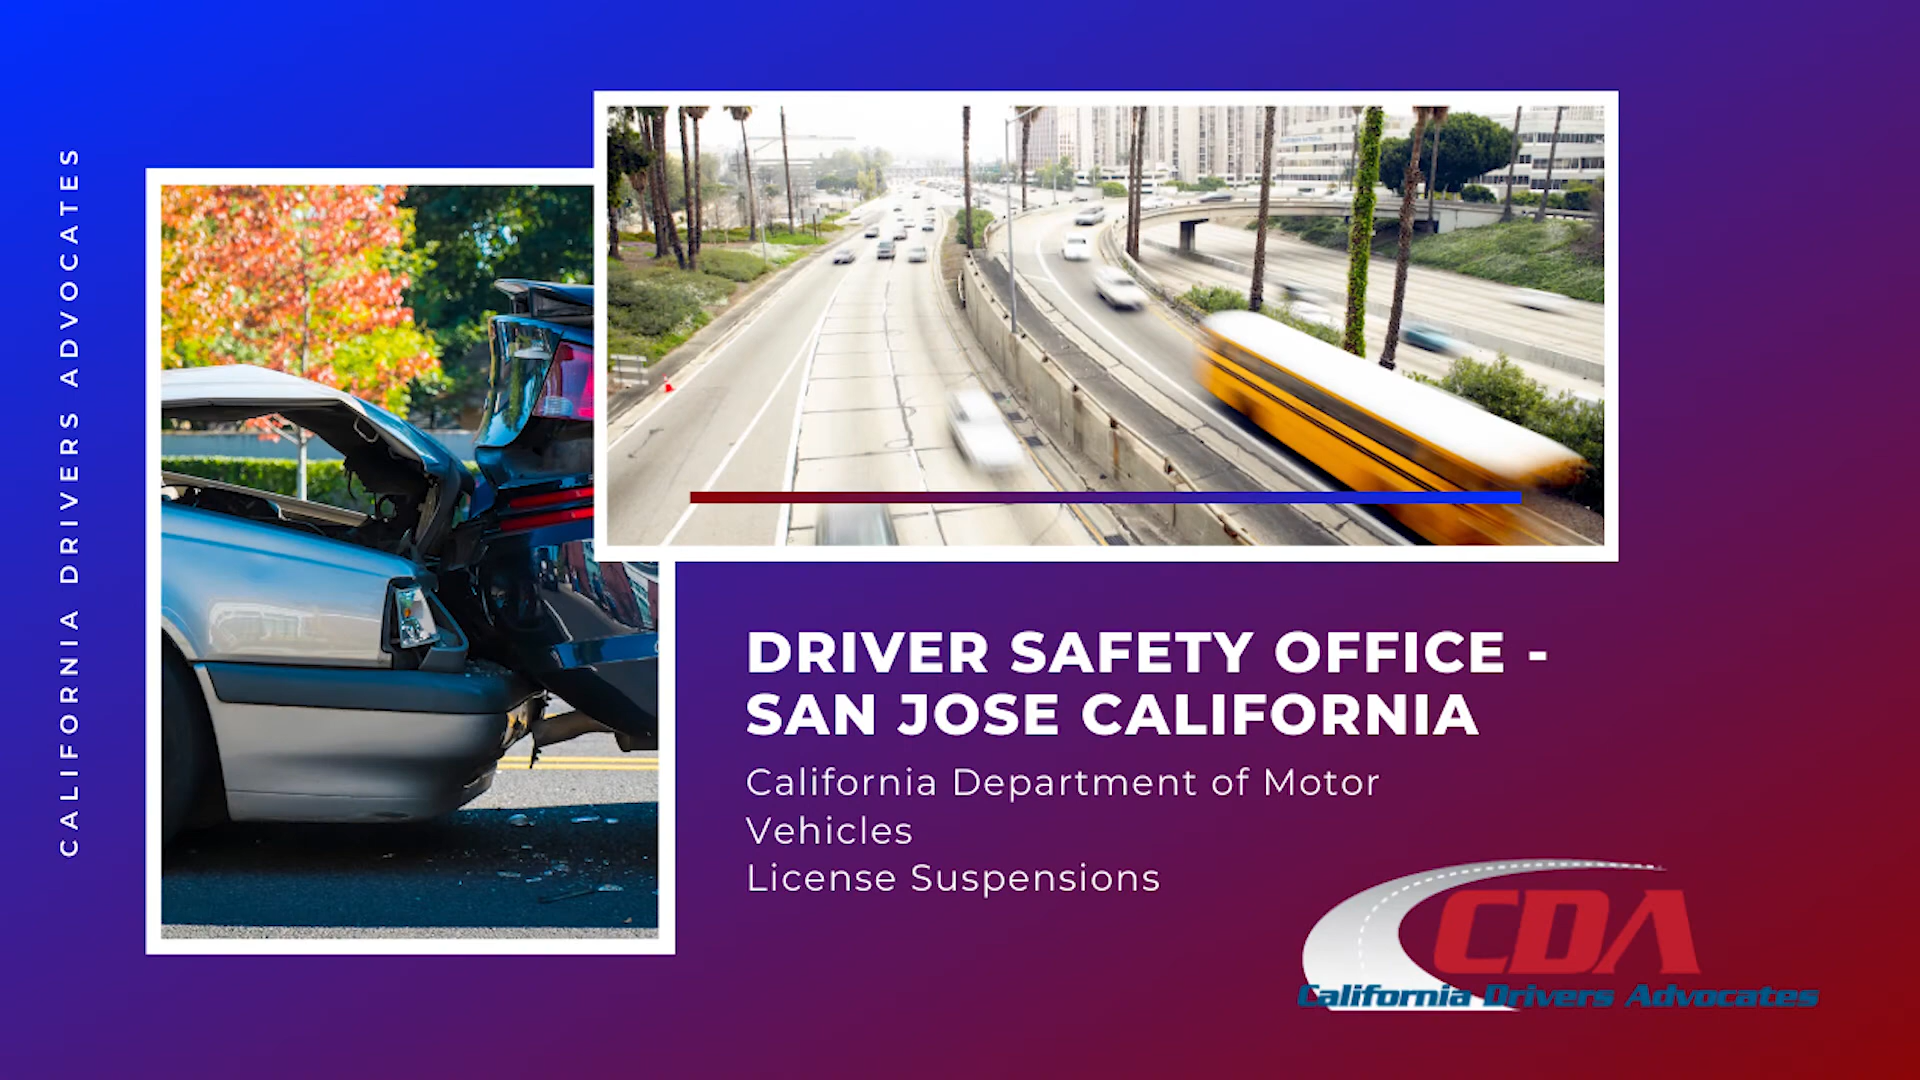 CALIFORNIA DRIVERS ADVOCATES
DRIVER SAFETY OFFICE -
SAN JOSE CALIFORNIA
California Department of Motor
Vehicles
License Suspensions
CDA
California Drivers Advocates